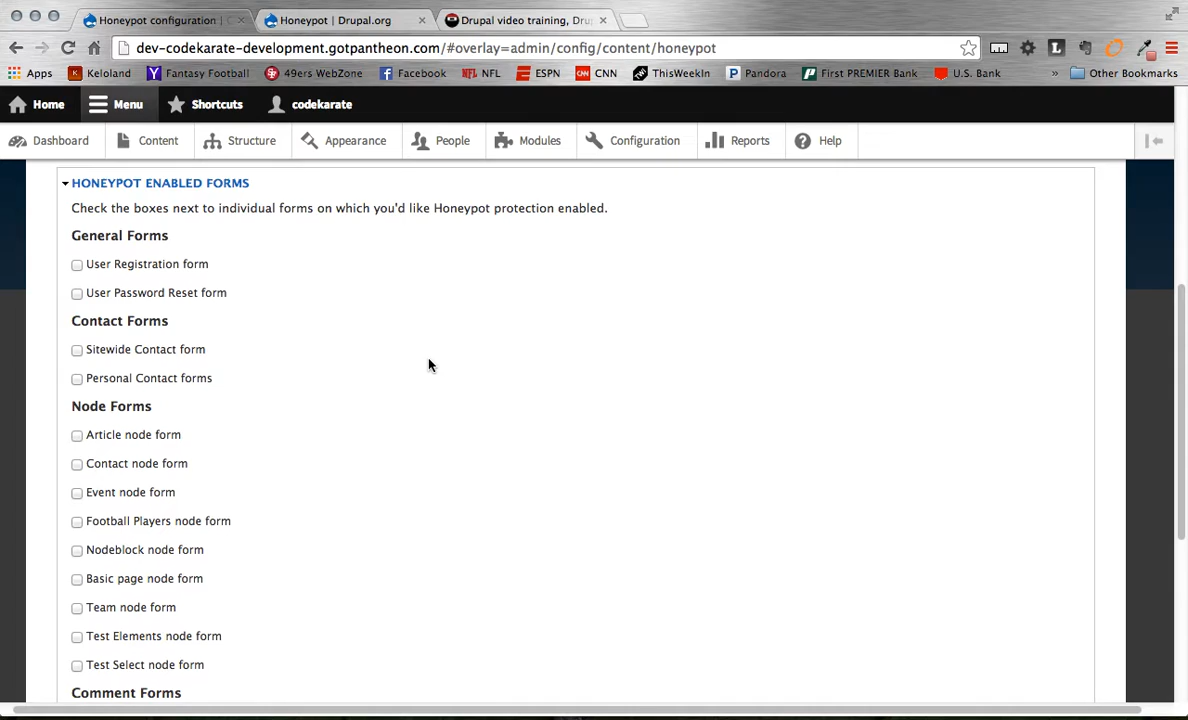 Honeypot configuration |
Honeypot | Drupal.org
Drupal video training, Dru
dev-codekarate-development.gotpantheon.com/#overlay=admin/config/content/honeypot
Apps
Keloland
Fantasy Football
49ers WebZone
Facebook
NFL
ESPN
CNN
ThisWeekIn
Pandora
First PREMIER Bank
U.S. Bank
»
Other Bookmarks
Home
Menu
Shortcuts
codekarate
Dashboard
Content
Structure
Appearance
People
Modules
Configuration
Reports
Help
HONEYPOT ENABLED FORMS
Check the boxes next to individual forms on which you'd like Honeypot protection enabled.
General Forms
User Registration form
User Password Reset form
Contact Forms
Sitewide Contact form
Personal Contact forms
Node Forms
Article node form
Contact node form
Event node form
Football Players node form
Nodeblock node form
Basic page node form
Team node form
Test Elements node form
Test Select node form
Comment Forms